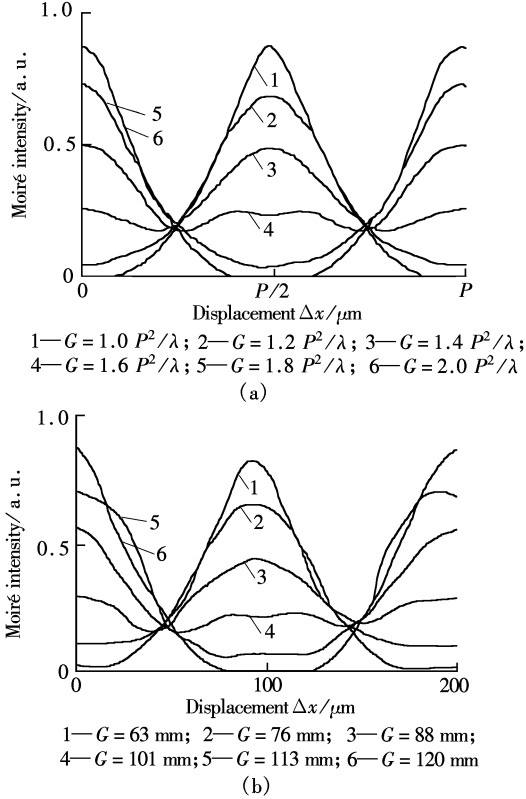 1.0
Moiré intensity/a. u.
0.5
0
1
2
3
4
5
6
0 P/2 P
Displacement Δx/μm
1—G=1.0 P²/λ; 2—G=1.2 P²/λ; 3—G=1.4 P²/λ;
4—G=1.6 P²/λ; 5—G=1.8 P²/λ; 6—G=2.0 P²/λ
(a)
1.0
Moiré intensity/a. u.
0.5
0
1
2
3
4
5
6
0 100 200
Displacement Δx/μm
1—G=63 mm; 2—G=76 mm; 3—G=88 mm;
4—G=101 mm; 5—G=113 mm; 6—G=120 mm
(b)